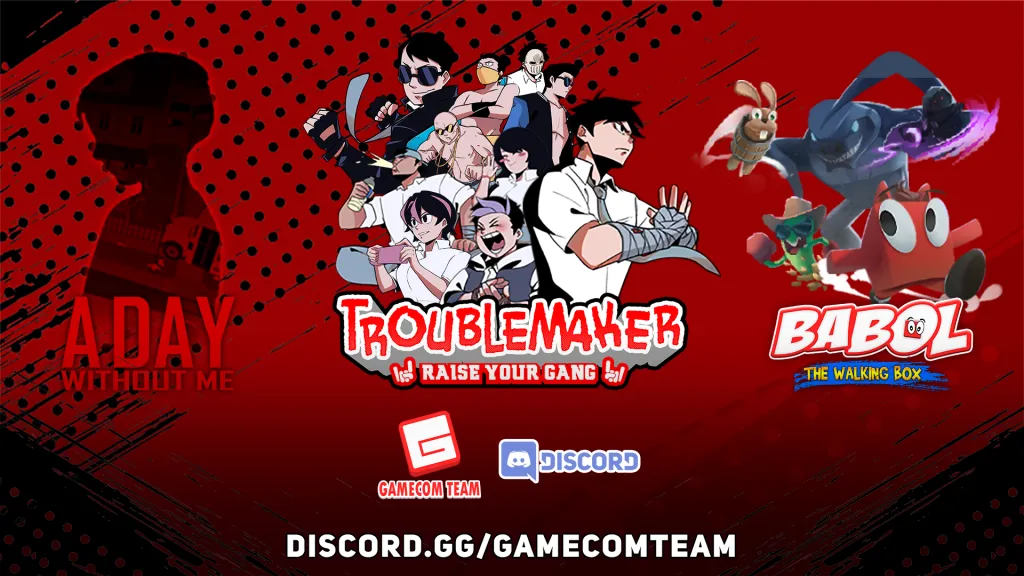 A DAY
WITHOUT ME
TROUBLEMAKER
RAISE YOUR GANG
BABOL
THE WALKING BOX
G
GAMECOM TEAM
DISCORD
DISCORD.GG/GAMECOMTEAM